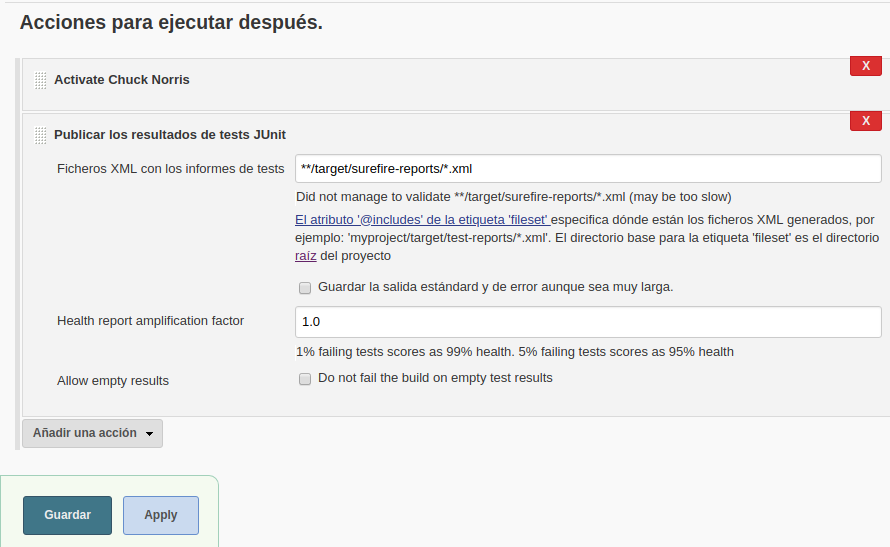 Acciones para ejecutar después.
X
Activate Chuck Norris
X
Publicar los resultados de tests JUnit
Ficheros XML con los informes de tests
**/target/surefire-reports/*.xml
Did not manage to validate **/target/surefire-reports/*.xml (may be too slow)
El atributo '@includes' de la etiqueta 'fileset' especifica dónde están los ficheros XML generados, por
ejemplo: 'myproject/target/test-reports/*.xml'. El directorio base para la etiqueta 'fileset' es el directorio
raíz del proyecto
Guardar la salida estándard y de error aunque sea muy larga.
Health report amplification factor
1.0
1% failing tests scores as 99% health. 5% failing tests scores as 95% health
Allow empty results
Do not fail the build on empty test results
Añadir una acción
Guardar
Apply